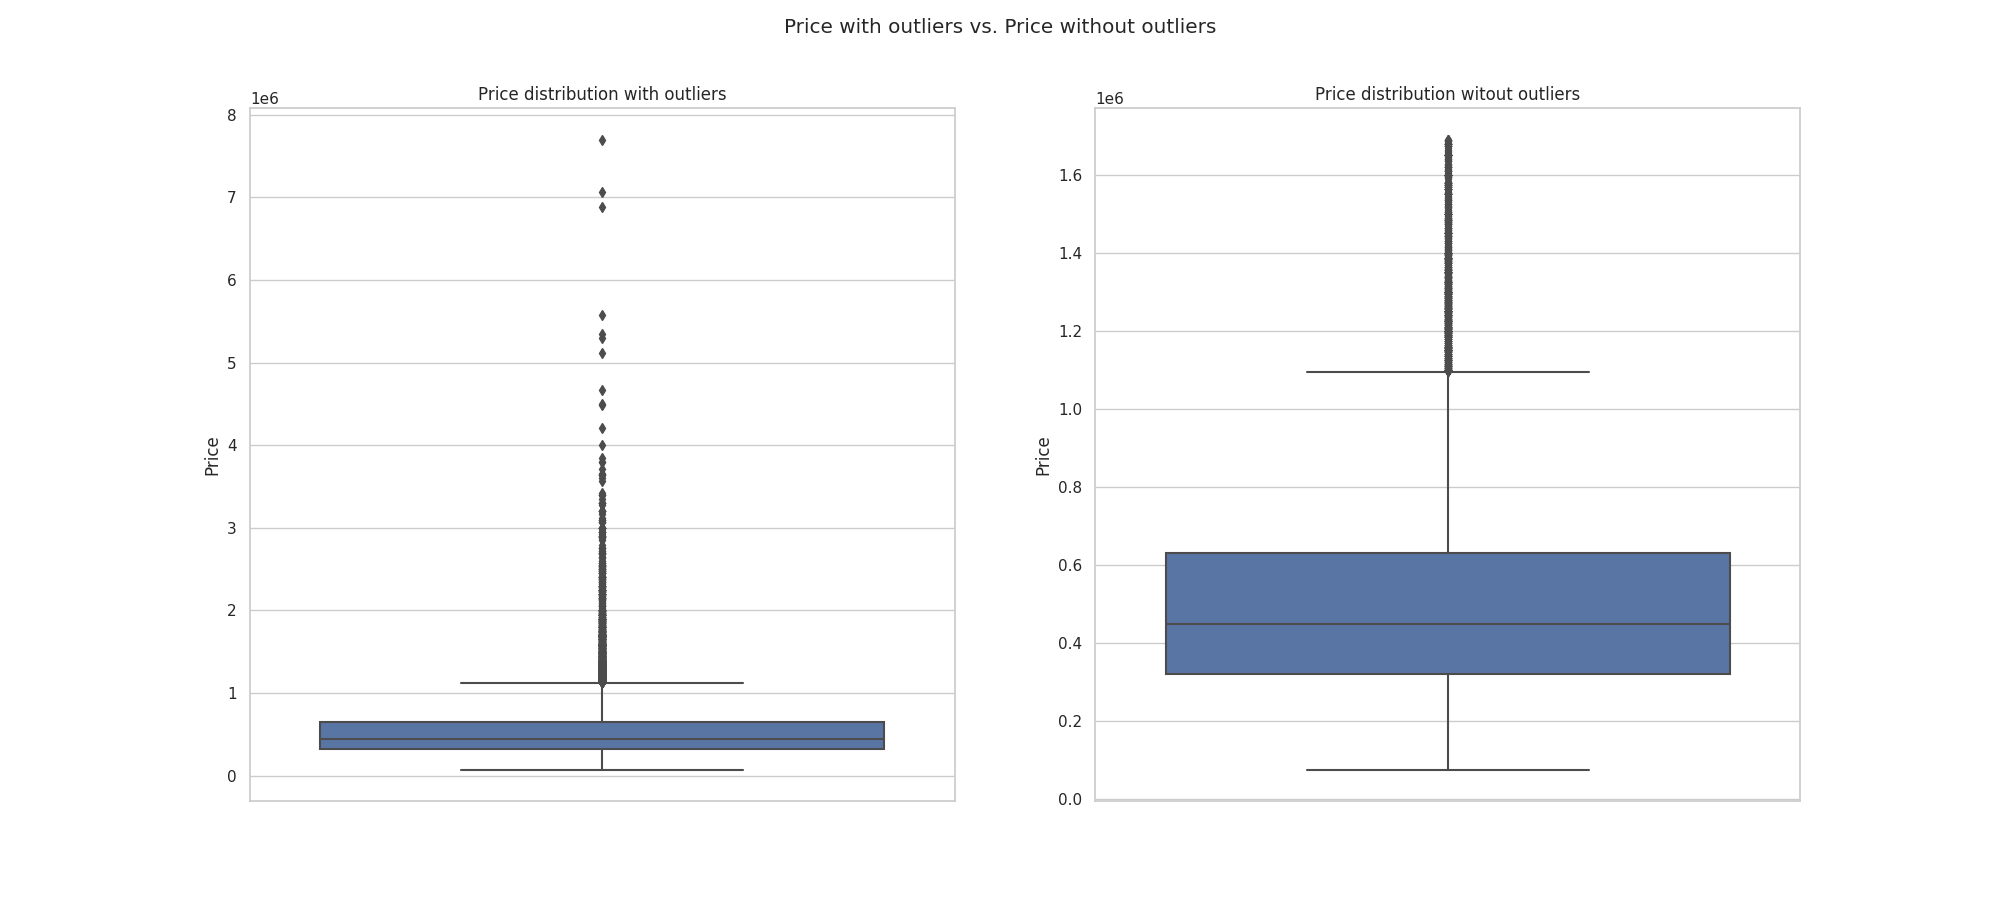 Price with outliers vs. Price without outliers
Price distribution with outliers
1e6
8
7
6
5
4
3
2
1
0
Price
Price distribution witout outliers
1e6
1.6
1.4
1.2
1.0
0.8
0.6
0.4
0.2
0.0
Price